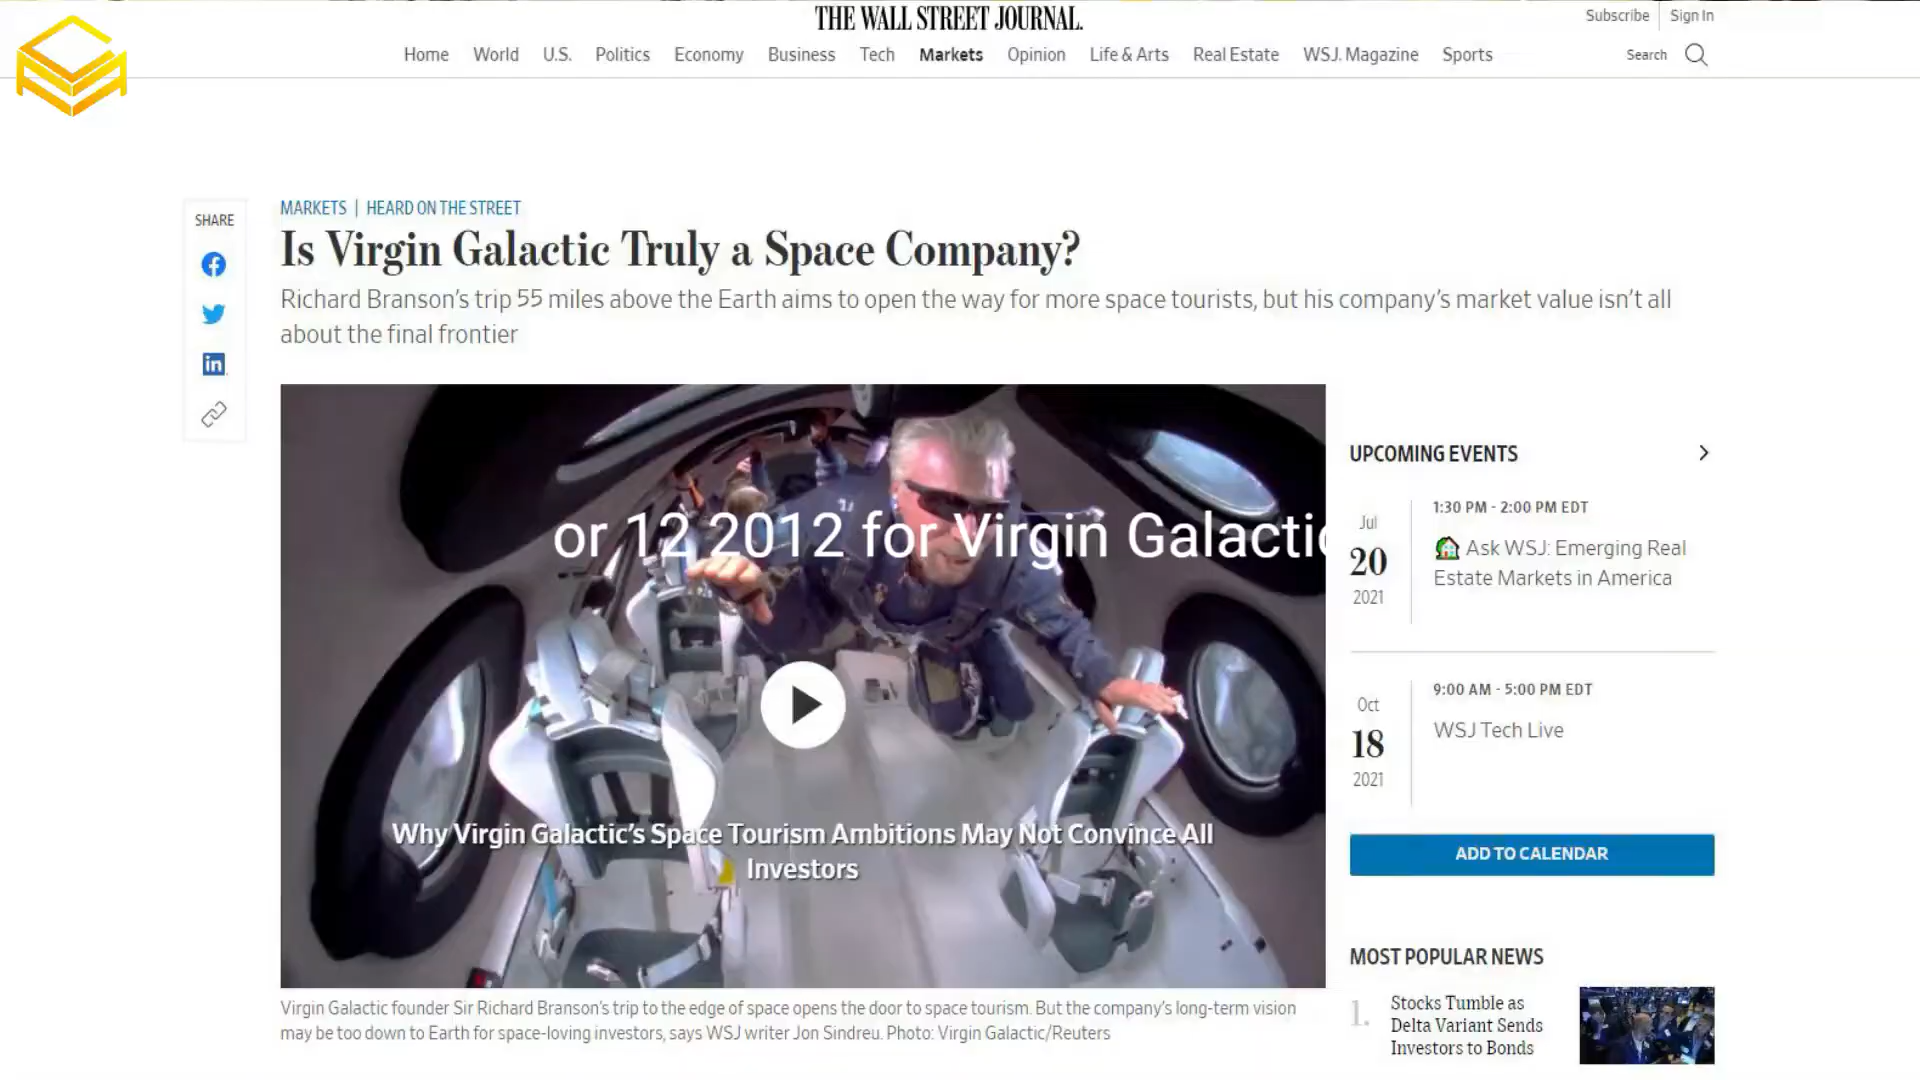 THE WALL STREET JOURNAL.
Subscribe
Sign In
Home
World
U.S.
Politics
Economy
Business
Tech
Markets
Opinion
Life & Arts
Real Estate
WSJ. Magazine
Sports
Search
SHARE
MARKETS | HEARD ON THE STREET
Is Virgin Galactic Truly a Space Company?
Richard Branson's trip 55 miles above the Earth aims to open the way for more space tourists, but his company's market value isn't all
about the final frontier
or 12 2012 for Virgin Galactic
Why Virgin Galactic's Space Tourism Ambitions May Not Convince All
Investors
Virgin Galactic founder Sir Richard Branson's trip to the edge of space opens the door to space tourism. But the company's long-term vision
may be too down to Earth for space-loving investors, says WSJ writer Jon Sindreu. Photo: Virgin Galactic/Reuters
UPCOMING EVENTS
Jul
20
2021
1:30 PM - 2:00 PM EDT
Ask WSJ: Emerging Real
Estate Markets in America
Oct
18
2021
9:00 AM - 5:00 PM EDT
WSJ Tech Live
ADD TO CALENDAR
MOST POPULAR NEWS
1.
Stocks Tumble as
Delta Variant Sends
Investors to Bonds